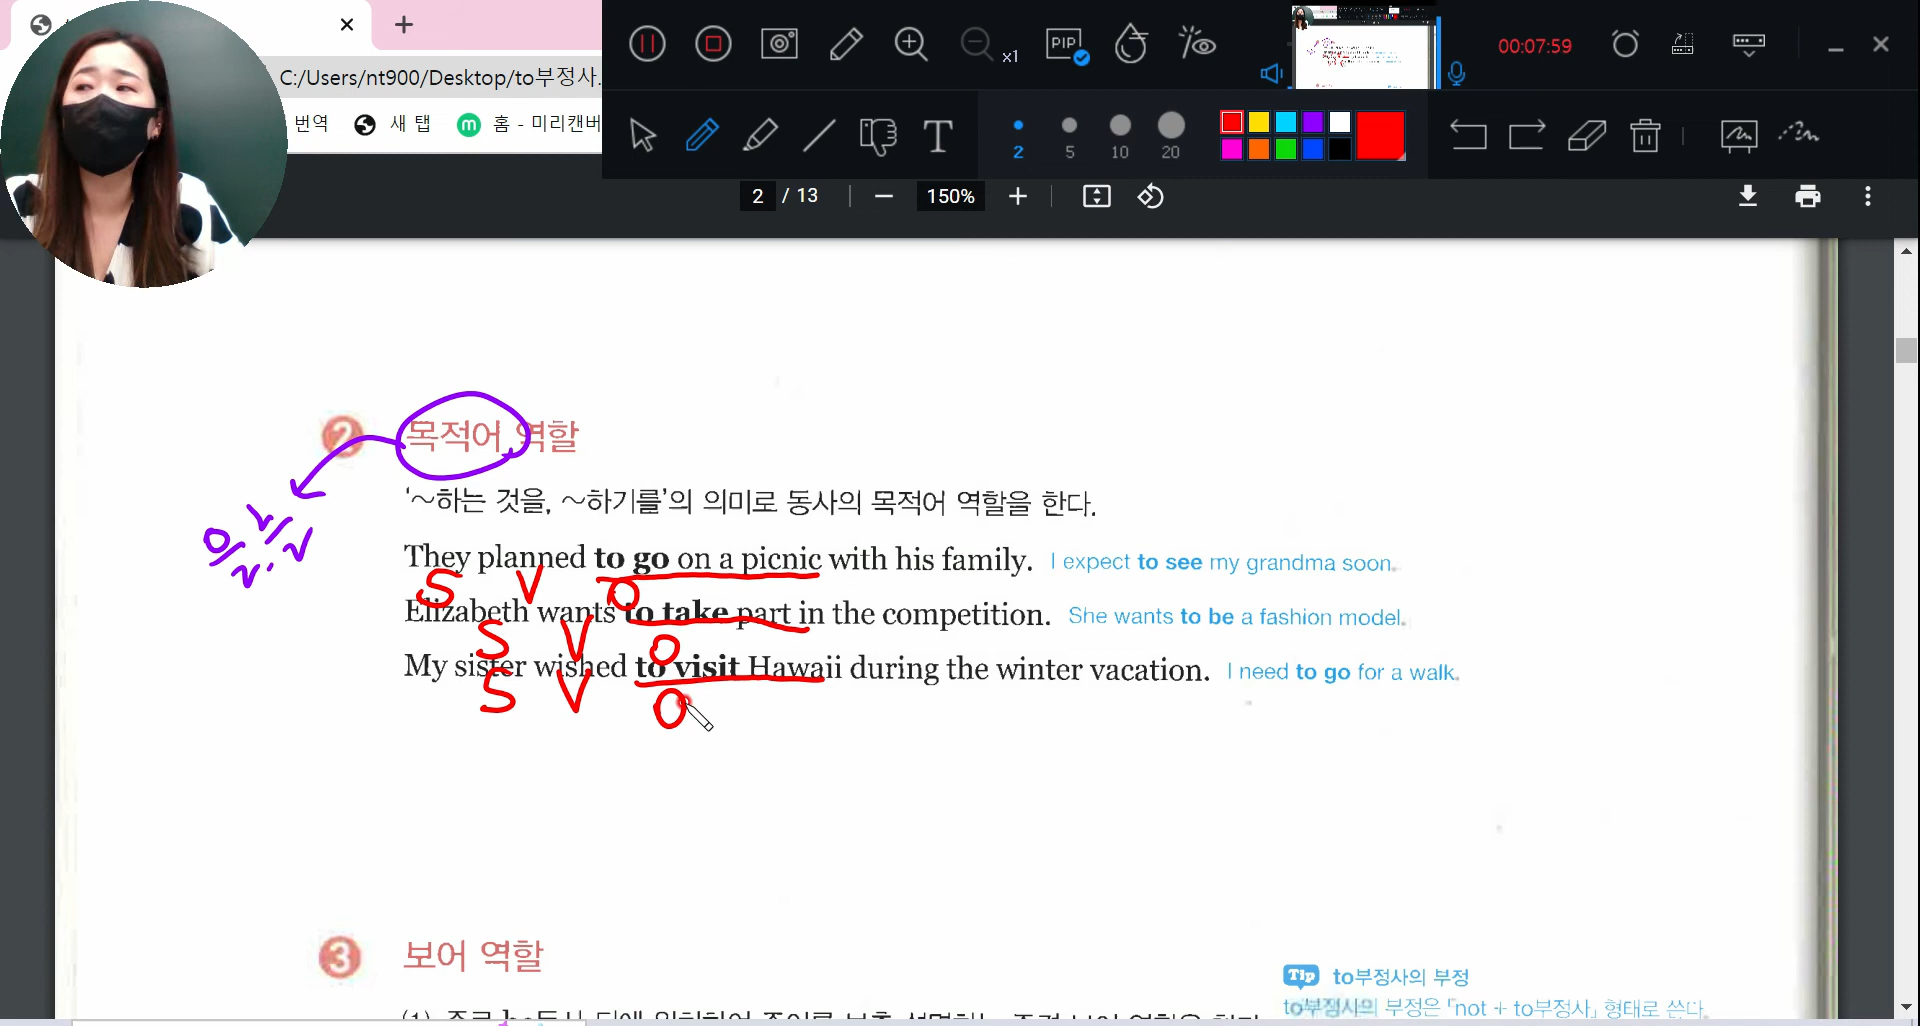 C:/Users/nt900/Desktop/to부정사.
번역 새 탭 홈 - 미리캔버
x1 PIP 00:07:59
T 2 5 10 20
2 / 13 150%
2 목적어 역할
'~하는 것을, ~하기를'의 의미로 동사의 목적어 역할을 한다.
을/를
They planned to go on a picnic with his family. I expect to see my grandma soon.
S V O
Elizabeth wants to take part in the competition. She wants to be a fashion model.
S V O
My sister wished to visit Hawaii during the winter vacation. I need to go for a walk.
S V O
3 보어 역할
Tip to부정사의 부정
to부정사의 부정은 「not + to부정사」 형태로 쓴다.